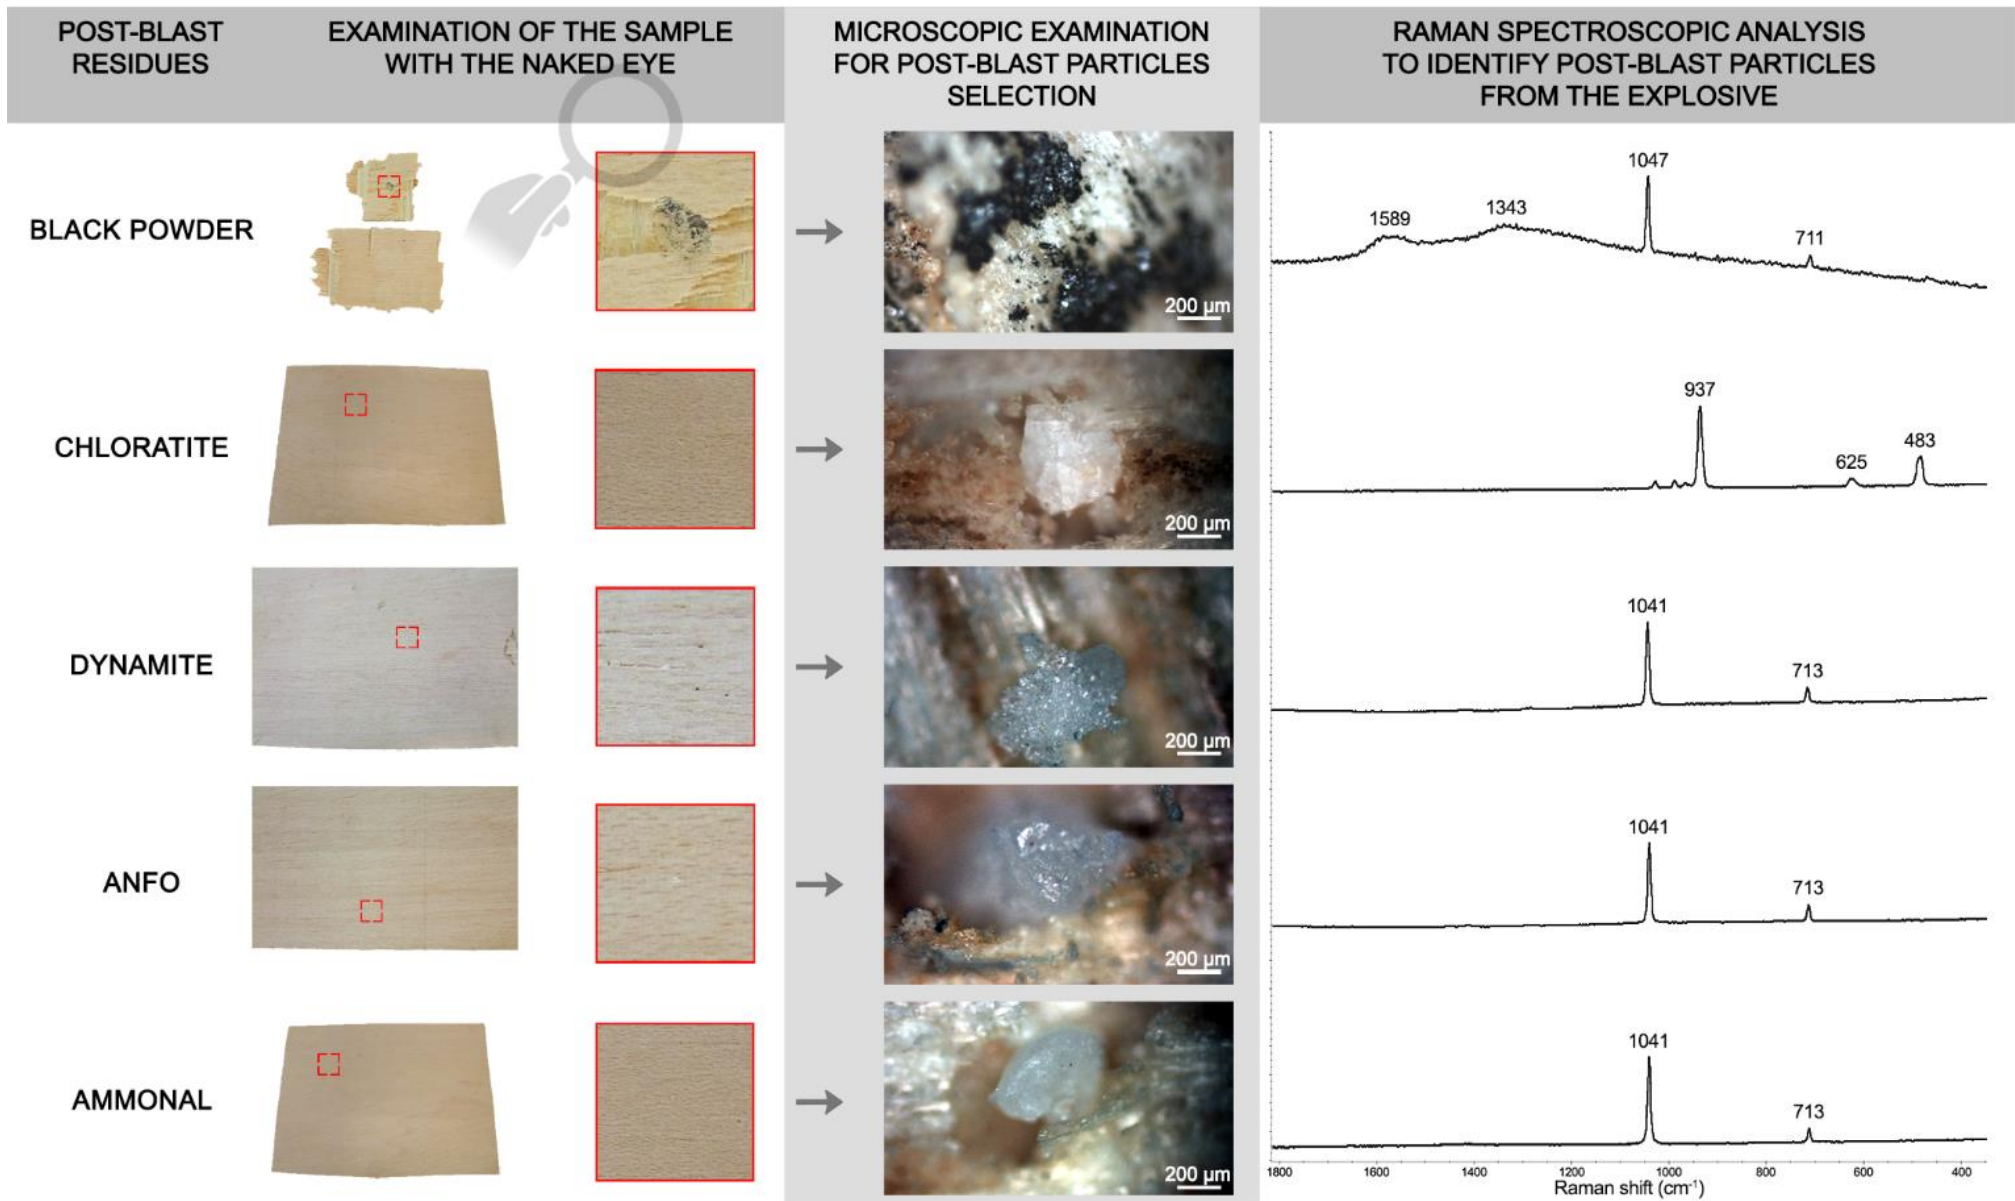 POST-BLAST
RESIDUES
EXAMINATION OF THE SAMPLE
WITH THE NAKED EYE
MICROSCOPIC EXAMINATION
FOR POST-BLAST PARTICLES
SELECTION
RAMAN SPECTROSCOPIC ANALYSIS
TO IDENTIFY POST-BLAST PARTICLES
FROM THE EXPLOSIVE
BLACK POWDER
200 µm
1589
1343
1047
711
CHLORATITE
200 µm
937
625
483
DYNAMITE
200 µm
1041
713
ANFO
200 µm
1041
713
AMMONAL
200 µm
1041
713
1800 1600 1400 1200 1000 800 600 400
Raman shift (cm⁻¹)